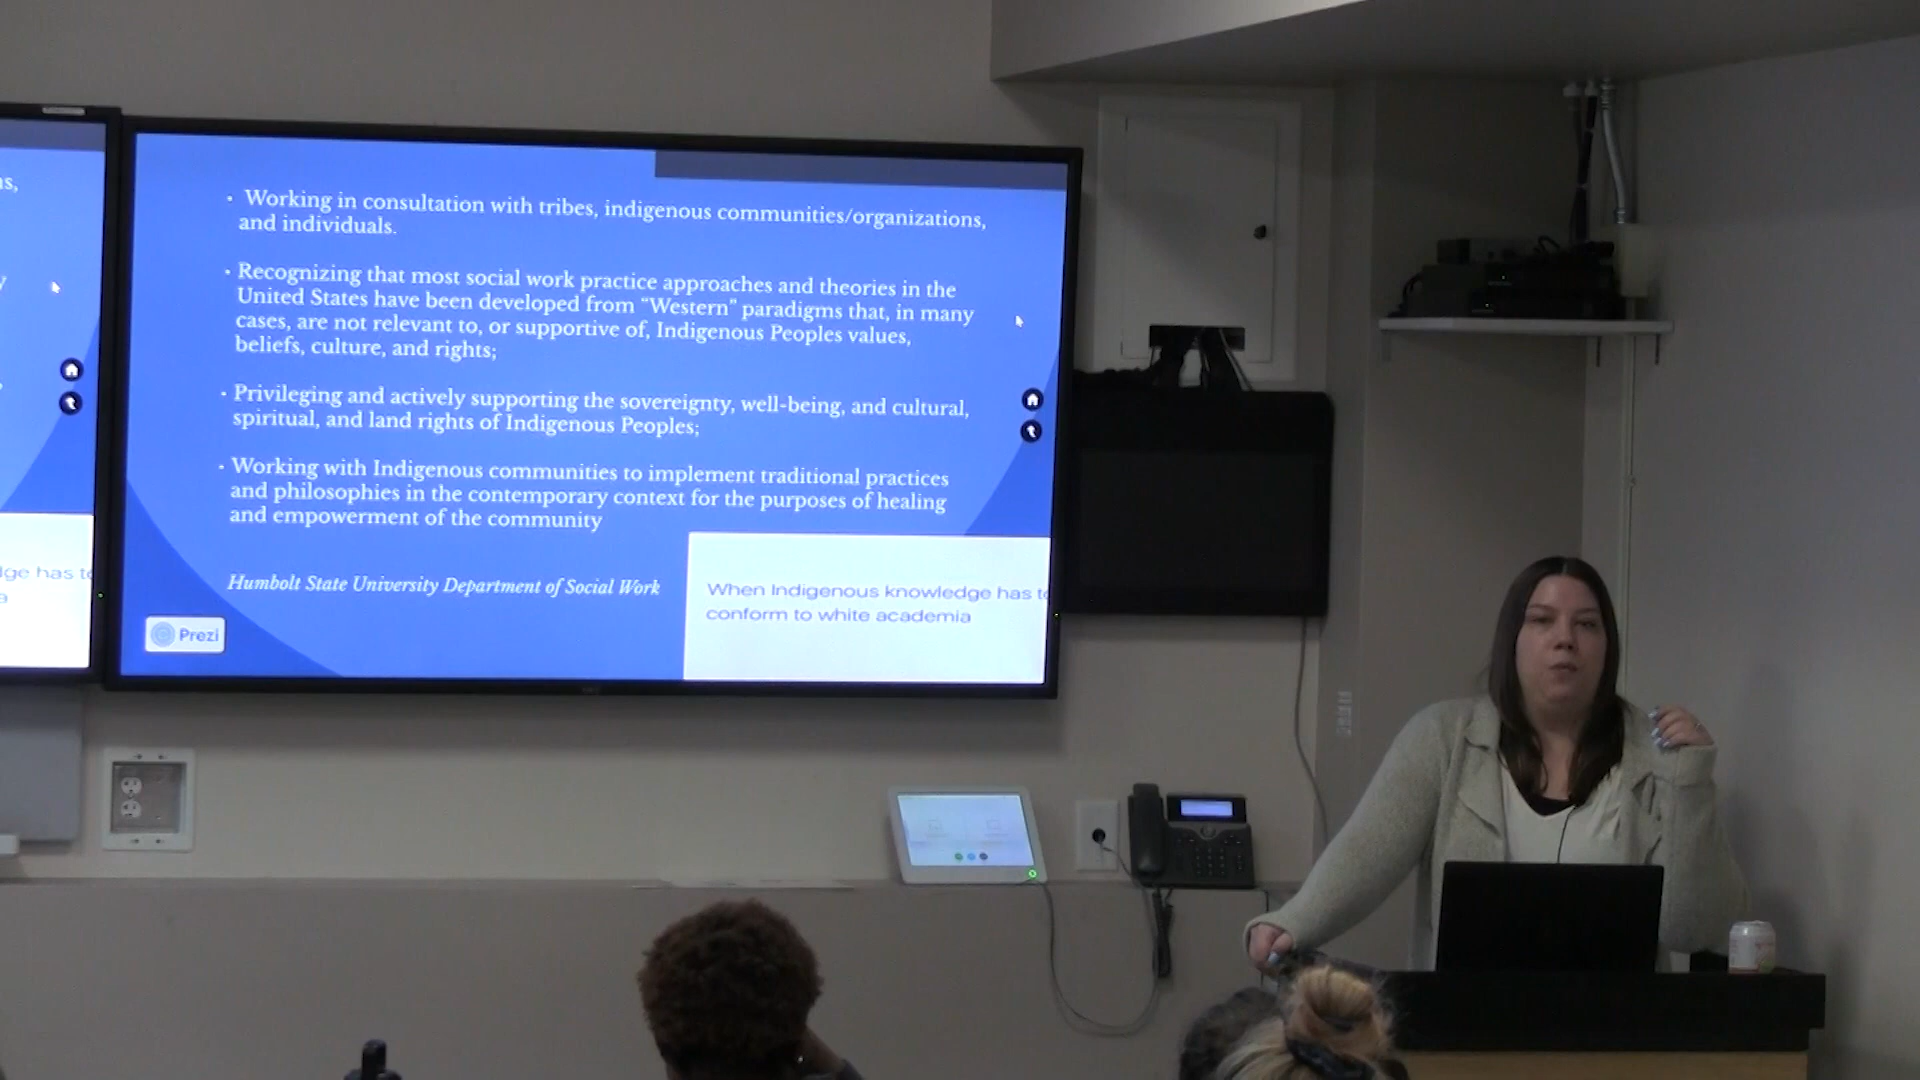 · Working in consultation with tribes, indigenous communities/organizations,
and individuals.
· Recognizing that most social work practice approaches and theories in the
United States have been developed from “Western” paradigms that, in many
cases, are not relevant to, or supportive of, Indigenous Peoples values,
beliefs, culture, and rights;
· Privileging and actively supporting the sovereignty, well-being, and cultural,
spiritual, and land rights of Indigenous Peoples;
· Working with Indigenous communities to implement traditional practices
and philosophies in the contemporary context for the purposes of healing
and empowerment of the community
Humbolt State University Department of Social Work
Prezi
When Indigenous knowledge has to
conform to white academia